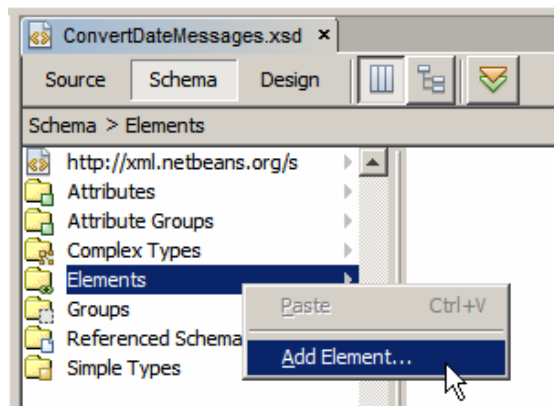 ConvertDateMessages.xsd ×
Source Schema Design
Schema > Elements
http://xml.netbeans.org/s
Attributes
Attribute Groups
Complex Types
Elements
Groups
Paste Ctrl+V
Referenced Schema
Add Element...
Simple Types